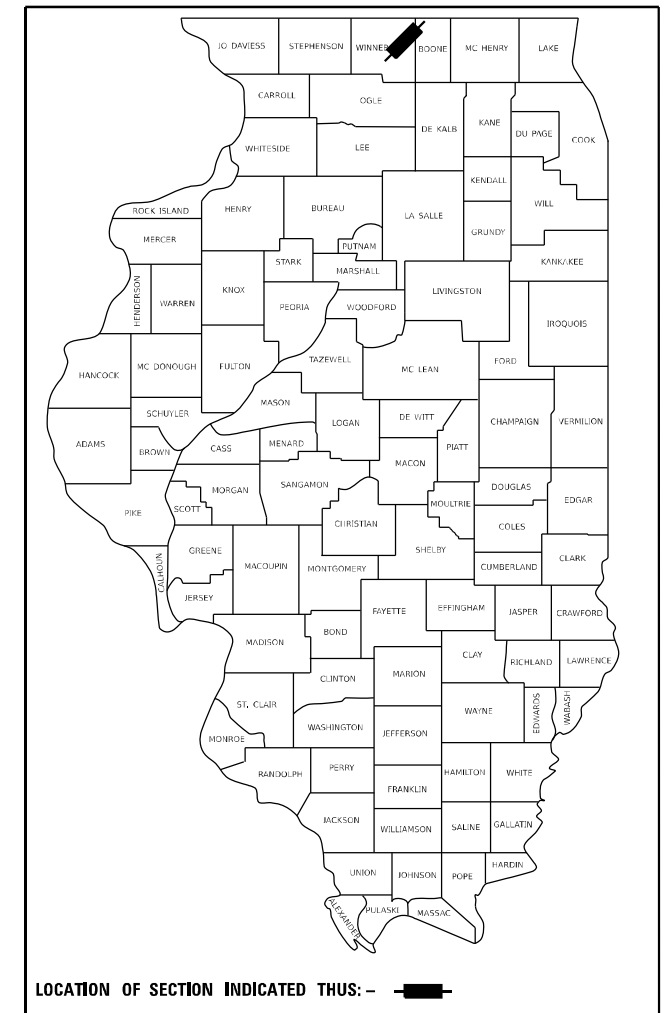 JO DAVIESS
STEPHENSON
BOONE
MC HENRY
LAKE
CARROLL
OGLE
DE KALB
KANE
DU PAGE
COOK
WHITESIDE
LEE
KENDALL
WILL
ROCK ISLAND
HENRY
BUREAU
LA SALLE
GRUNDY
MERCER
PUTNAM
KANKAKEE
STARK
MARSHALL
HENDERSON
WARREN
KNOX
PEORIA
WOODFORD
LIVINGSTON
IROQUOIS
HANCOCK
MC DONOUGH
FULTON
TAZEWELL
MC LEAN
FORD
SCHUYLER
MASON
LOGAN
DE WITT
CHAMPAIGN
VERMILION
ADAMS
BROWN
CASS
MENARD
PIATT
MACON
MORGAN
SANGAMON
DOUGLAS
EDGAR
PIKE
SCOTT
CHRISTIAN
MOULTRIE
COLES
GREENE
SHELBY
CLARK
CALHOUN
MACOUPIN
MONTGOMERY
CUMBERLAND
JERSEY
FAYETTE
EFFINGHAM
JASPER
CRAWFORD
MADISON
BOND
CLAY
RICHLAND
LAWRENCE
CLINTON
MARION
ST. CLAIR
WAYNE
EDWARDS
WABASH
WASHINGTON
JEFFERSON
MONROE
RANDOLPH
PERRY
HAMILTON
WHITE
FRANKLIN
JACKSON
WILLIAMSON
SALINE
GALLATIN
UNION
JOHNSON
POPE
HARDIN
ALEXANDER
PULASKI
MASSAC
LOCATION OF SECTION INDICATED THUS: –